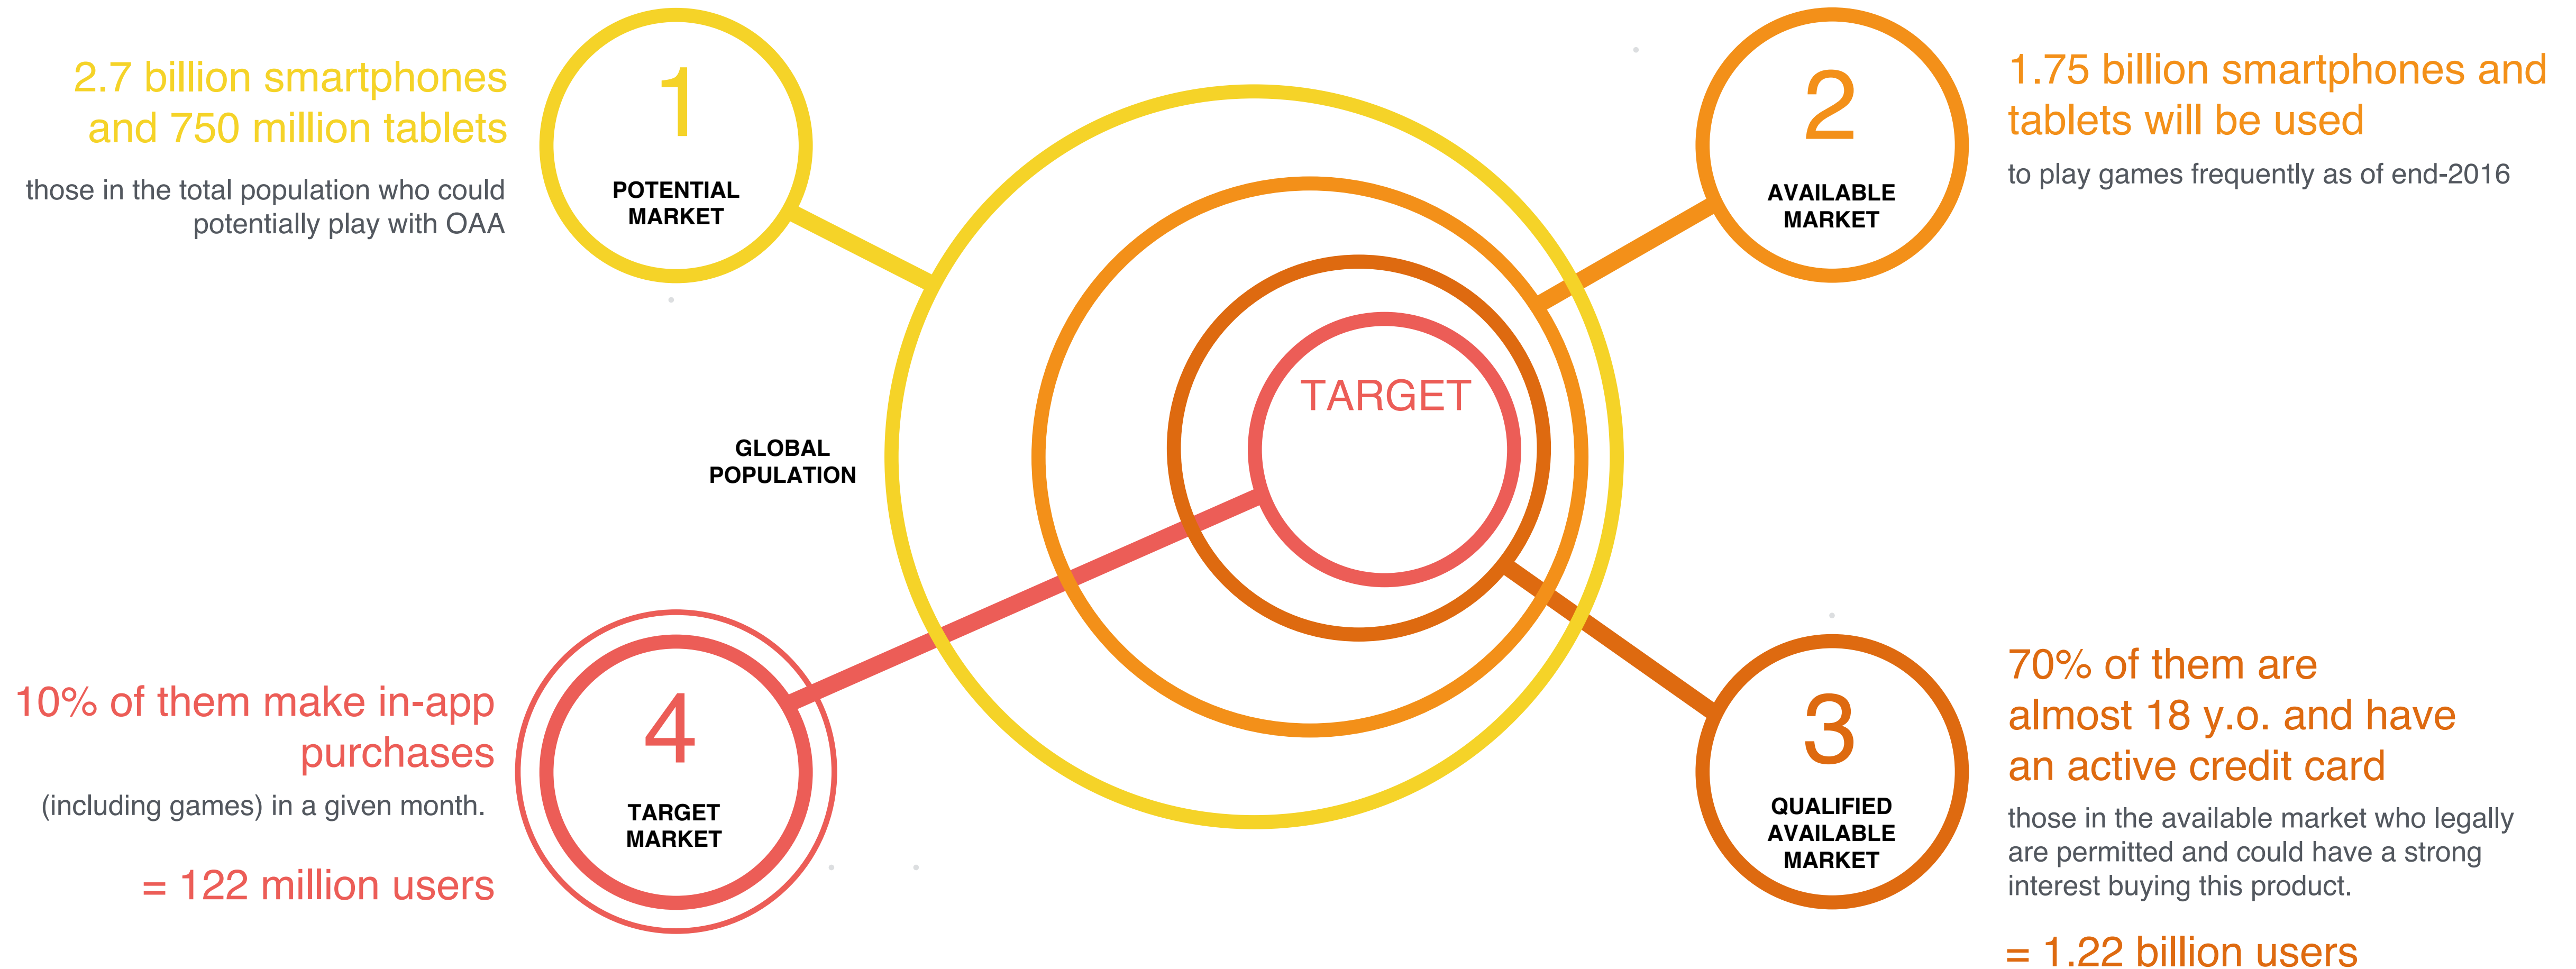 2.7 billion smartphones
and 750 million tablets
those in the total population who could
potentially play with OAA
1
POTENTIAL
MARKET
2
AVAILABLE
MARKET
1.75 billion smartphones and
tablets will be used
to play games frequently as of end-2016
TARGET
GLOBAL
POPULATION
10% of them make in-app
purchases
(including games) in a given month.
= 122 million users
4
TARGET
MARKET
3
QUALIFIED
AVAILABLE
MARKET
70% of them are
almost 18 y.o. and have
an active credit card
those in the available market who legally
are permitted and could have a strong
interest buying this product.
= 1.22 billion users